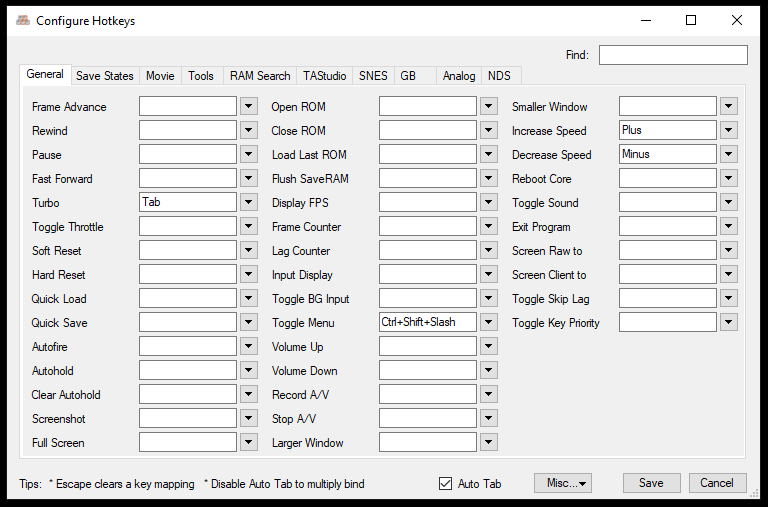 Configure Hotkeys
Find:
General Save States Movie Tools RAM Search TAStudio SNES GB Analog NDS
Frame Advance Open ROM Smaller Window
Rewind Close ROM Increase Speed Plus
Pause Load Last ROM Decrease Speed Minus
Fast Forward Flush SaveRAM Reboot Core
Turbo Tab Display FPS Toggle Sound
Toggle Throttle Frame Counter Exit Program
Soft Reset Lag Counter Screen Raw to
Hard Reset Input Display Screen Client to
Quick Load Toggle BG Input Toggle Skip Lag
Quick Save Toggle Menu Ctrl+Shift+Slash Toggle Key Priority
Autofire Volume Up
Autohold Volume Down
Clear Autohold Record A/V
Screenshot Stop A/V
Full Screen Larger Window
Tips: * Escape clears a key mapping * Disable Auto Tab to multiply bind Auto Tab Misc... Save Cancel